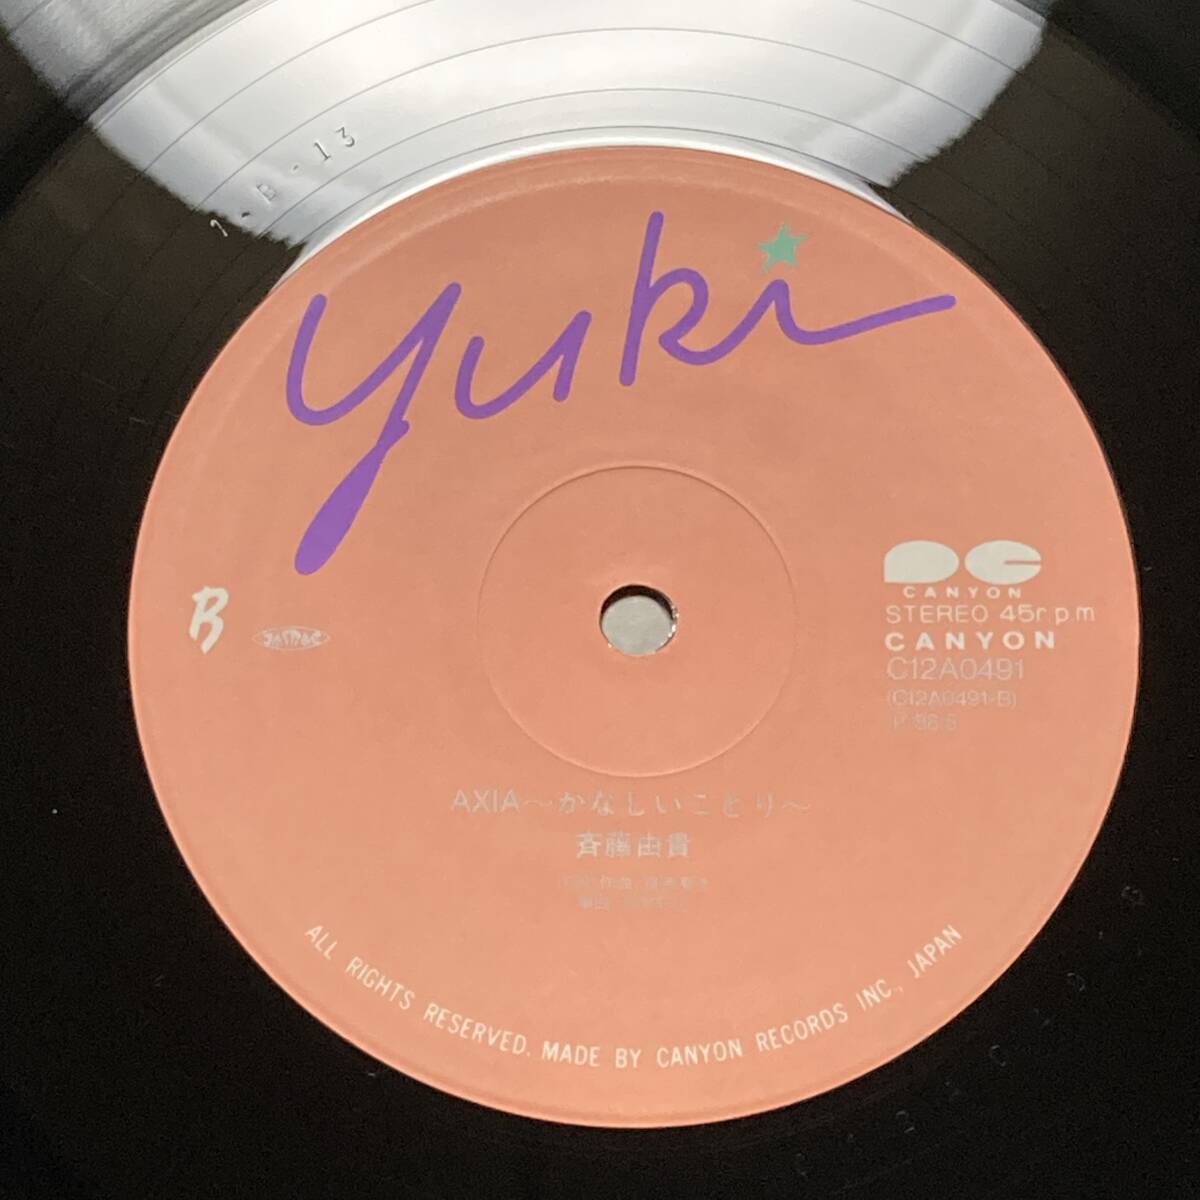 1-B-13
yuki
B
JASRAC
CANYON
STEREO 45r.p.m
CANYON
C12A0491
(C12A0491-B)
AXIA～かなしいことり～
斉藤由貴
ALL RIGHTS RESERVED. MADE BY CANYON RECORDS INC., JAPAN